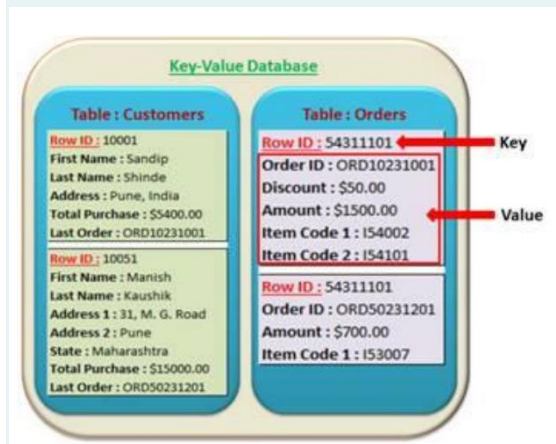 Key-Value Database
Table : Customers
Row ID : 10001
First Name : Sandip
Last Name : Shinde
Address : Pune, India
Total Purchase : $5400.00
Last Order : ORD10231001
Row ID : 10051
First Name : Manish
Last Name : Kaushik
Address 1 : 31, M. G. Road
Address 2 : Pune
State : Maharashtra
Total Purchase : $15000.00
Last Order : ORD50231201
Table : Orders
Row ID : 54311101
Order ID : ORD10231001
Discount : $50.00
Amount : $1500.00
Item Code 1 : I54002
Item Code 2 : I54101
Row ID : 54311101
Order ID : ORD50231201
Amount : $700.00
Item Code 1 : I53007
Key
Value